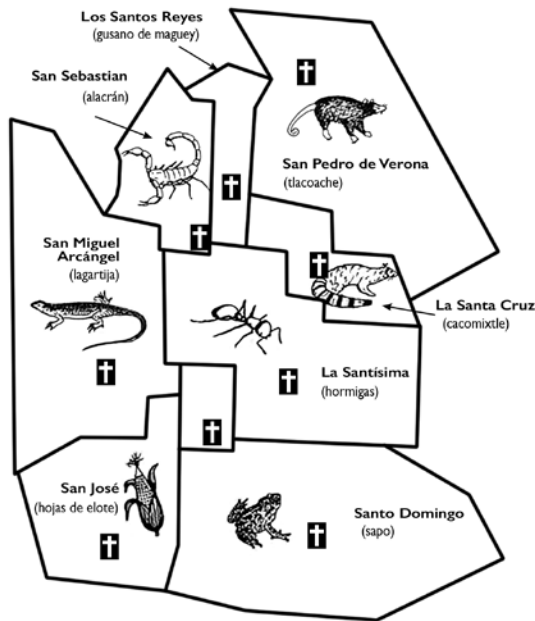 Los Santos Reyes
(gusano de maguey)
San Sebastian
(alacrán)
San Pedro de Verona
(tlacoache)
San Miguel
Arcángel
(lagartija)
La Santa Cruz
(cacomixtle)
La Santísima
(hormigas)
San José
(hojas de elote)
Santo Domingo
(sapo)